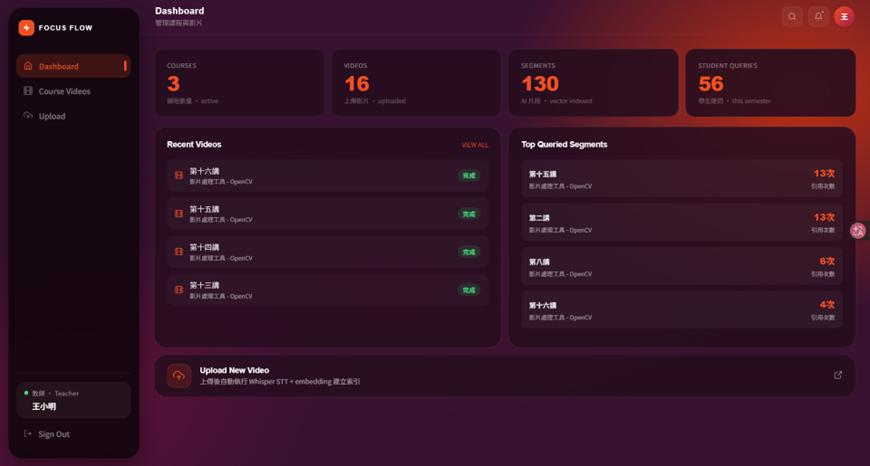 FOCUS FLOW
Dashboard
Course Videos
Upload
教師 • Teacher
王小明
Sign Out
Dashboard
管理課程與影片
王
COURSES
3
課程數量 • active
VIDEOS
16
上傳影片 • uploaded
SEGMENTS
130
AI 片段 • vector indexed
STUDENT QUERIES
56
學生提問 • this semester
Recent Videos
VIEW ALL
第十六講
影片處理工具 - OpenCV
完成
第十五講
影片處理工具 - OpenCV
完成
第十四講
影片處理工具 - OpenCV
完成
第十三講
影片處理工具 - OpenCV
完成
Top Queried Segments
第十五講
13次
影片處理工具 - OpenCV
引用次數
第二講
13次
影片處理工具 - OpenCV
引用次數
第八講
6次
影片處理工具 - OpenCV
引用次數
第十六講
4次
影片處理工具 - OpenCV
引用次數
Upload New Video
上傳後自動執行 Whisper STT + embedding 建立索引